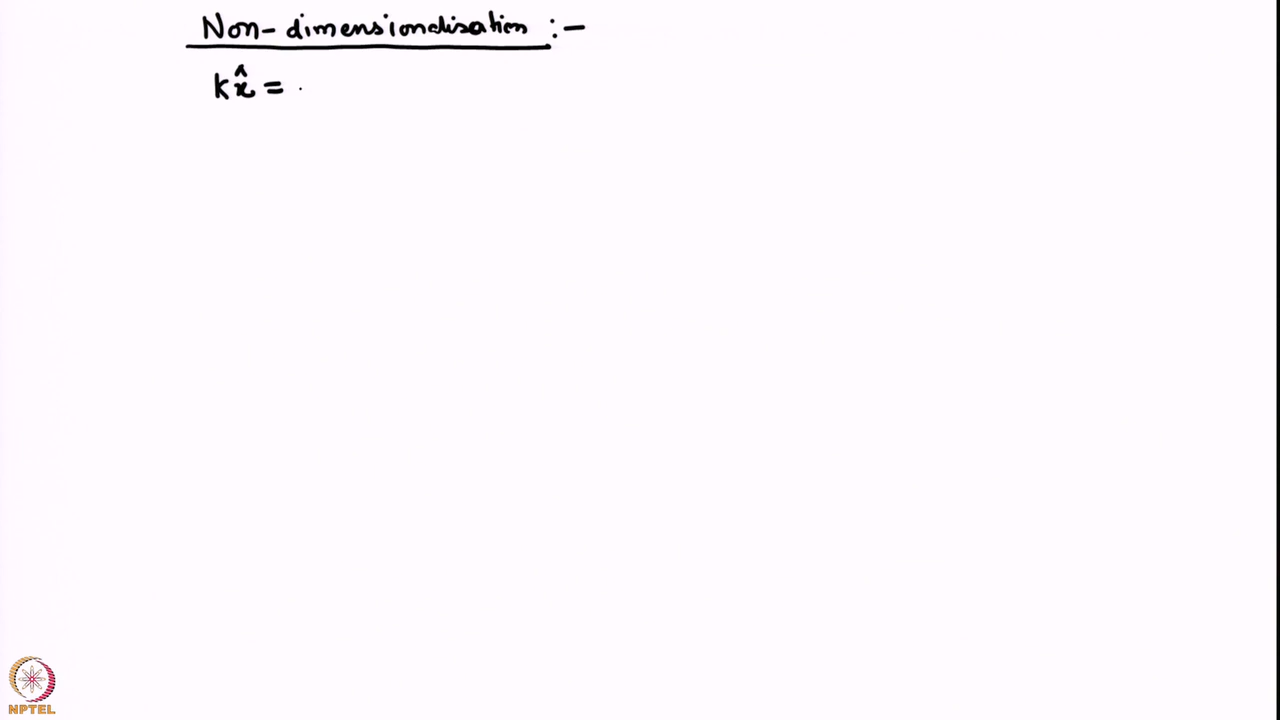 Non-dimensionalisation :-
kx̂ =
NPTEL